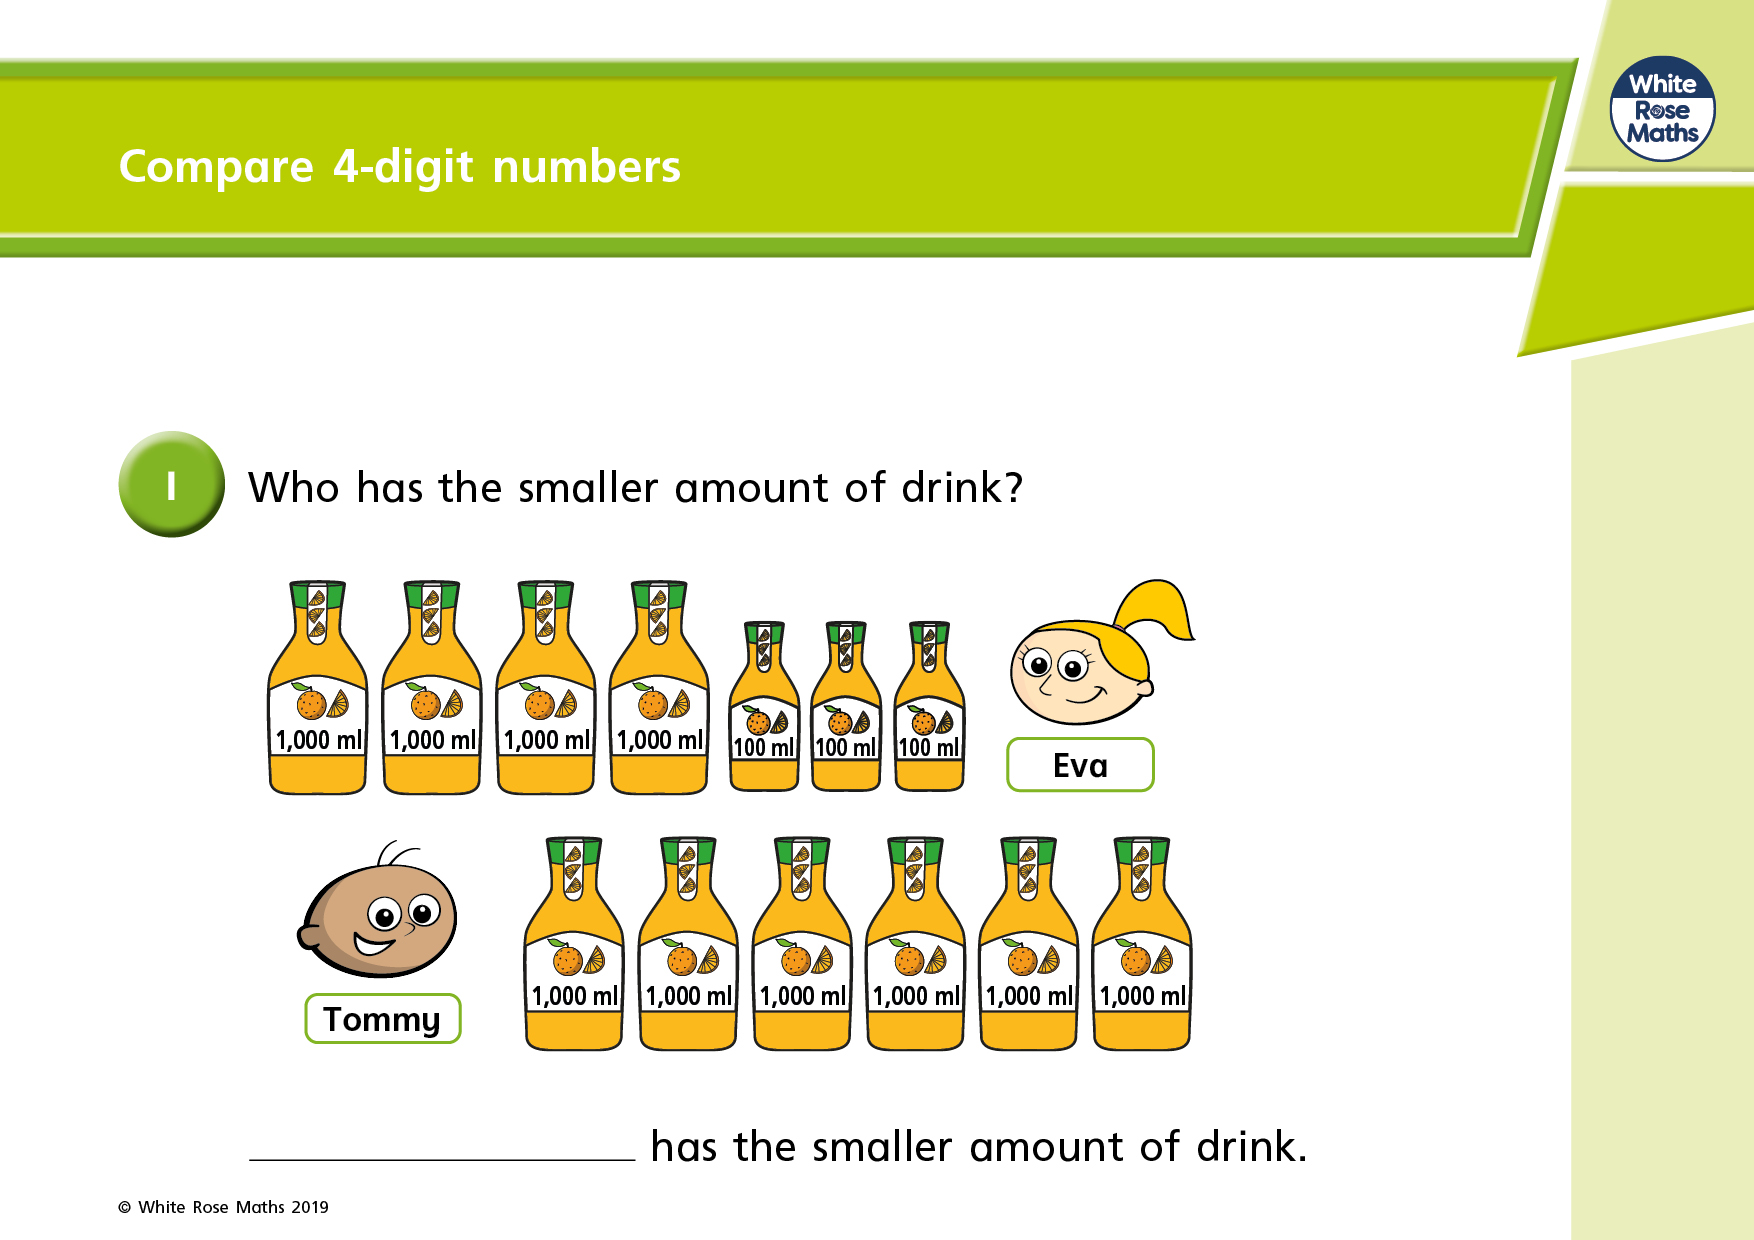 White
Rose
Maths
Compare 4-digit numbers
1 Who has the smaller amount of drink?
1,000 ml 1,000 ml 1,000 ml 1,000 ml 100 ml 100 ml 100 ml
Eva
1,000 ml 1,000 ml 1,000 ml 1,000 ml 1,000 ml 1,000 ml
Tommy
has the smaller amount of drink.
© White Rose Maths 2019